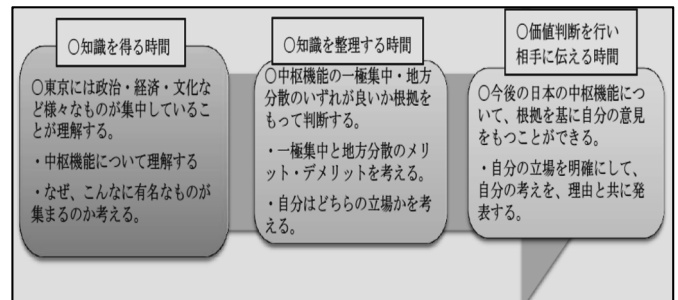 ○知識を得る時間
○東京には政治・経済・文化な
ど様々なものが集中しているこ
とが理解する。
・中枢機能について理解する
・なぜ、こんなに有名なものが
集まるのか考える。
○知識を整理する時間
○中枢機能の一極集中・地方
分散のいずれが良いか根拠を
もって判断する。
・一極集中と地方分散のメリ
ット・デメリットを考える。
・自分はどちらの立場かを考
える。
○価値判断を行い
相手に伝える時間
○今後の日本の中枢機能につ
いて、根拠を基に自分の意見
をもつことができる。
・自分の立場を明確にして、
自分の考えを、理由と共に発
表する。